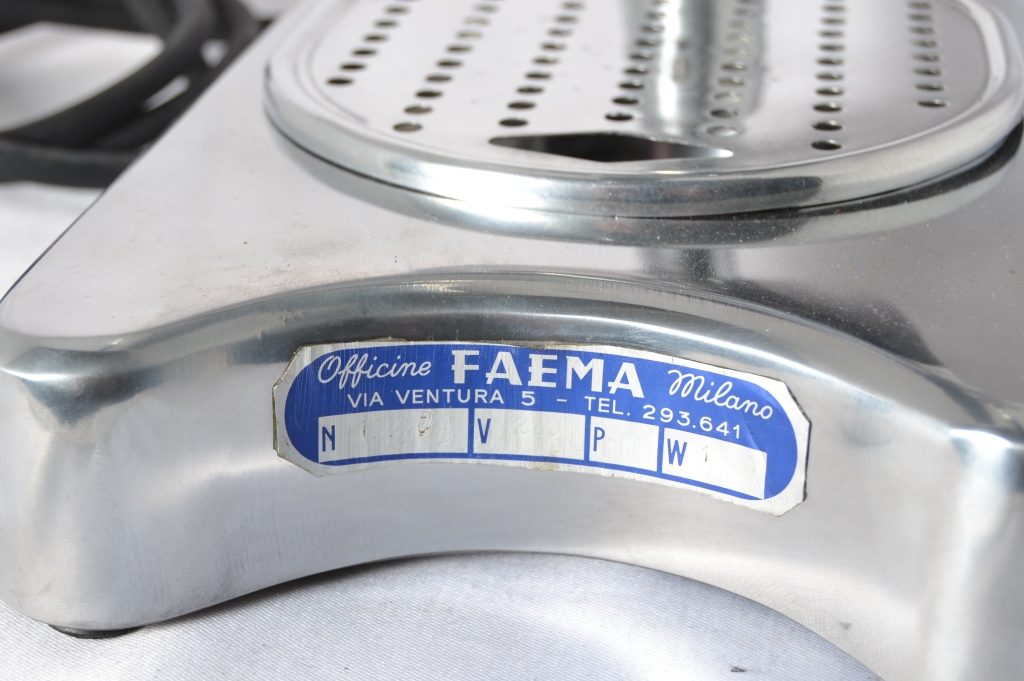 Officine FAEMA Milano
VIA VENTURA 5 - TEL. 293.641
N V P W